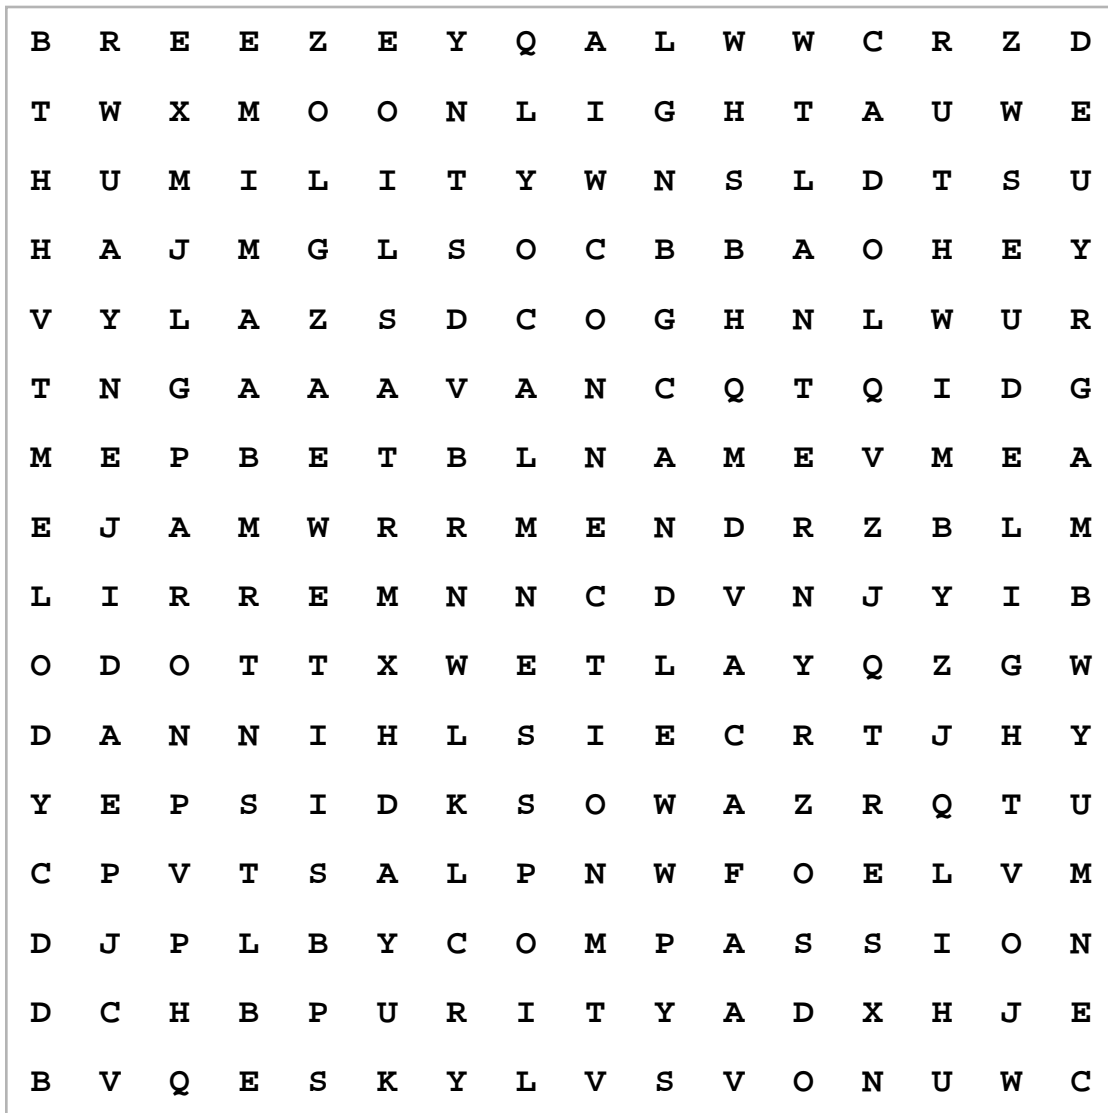 B R E E Z E Y Q A L W W C R Z D
T W X M O O N L I G H T A U W E
H U M I L I T Y W N S L D T S U
H A J M G L S O C B B A O H E Y
V Y L A Z S D C O G H N L W U R
T N G A A A V A N C Q T Q I D G
M E P B E T B L N A M E V M E A
E J A M W R R M E N D R Z B L M
L I R R E M N N C D V N J Y I B
O D O T T X W E T L A Y Q Z G W
D A N N I H L S I E C R T J H Y
Y E P S I D K S O W A Z R Q T U
C P V T S A L P N W F O E L V M
D J P L B Y C O M P A S S I O N
D C H B P U R I T Y A D X H J E
B V Q E S K Y L V S V O N U W C